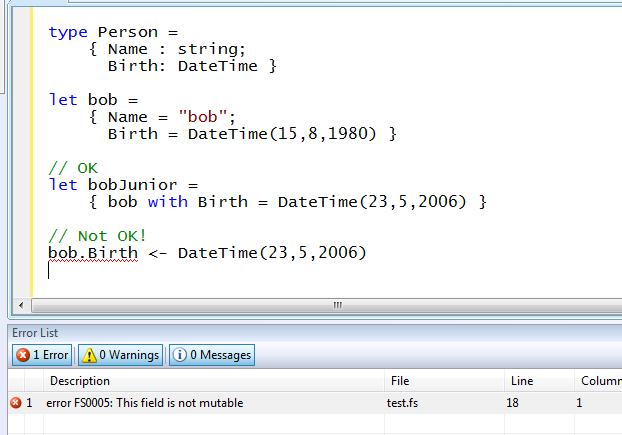 type Person =
{ Name : string;
Birth: DateTime }
let bob =
{ Name = "bob";
Birth = DateTime(15,8,1980) }
// OK
let bobJunior =
{ bob with Birth = DateTime(23,5,2006) }
// Not OK!
bob.Birth <- DateTime(23,5,2006)
Error List
1 Error 0 Warnings 0 Messages
Description File Line Column
1 error FS0005: This field is not mutable test.fs 18 1